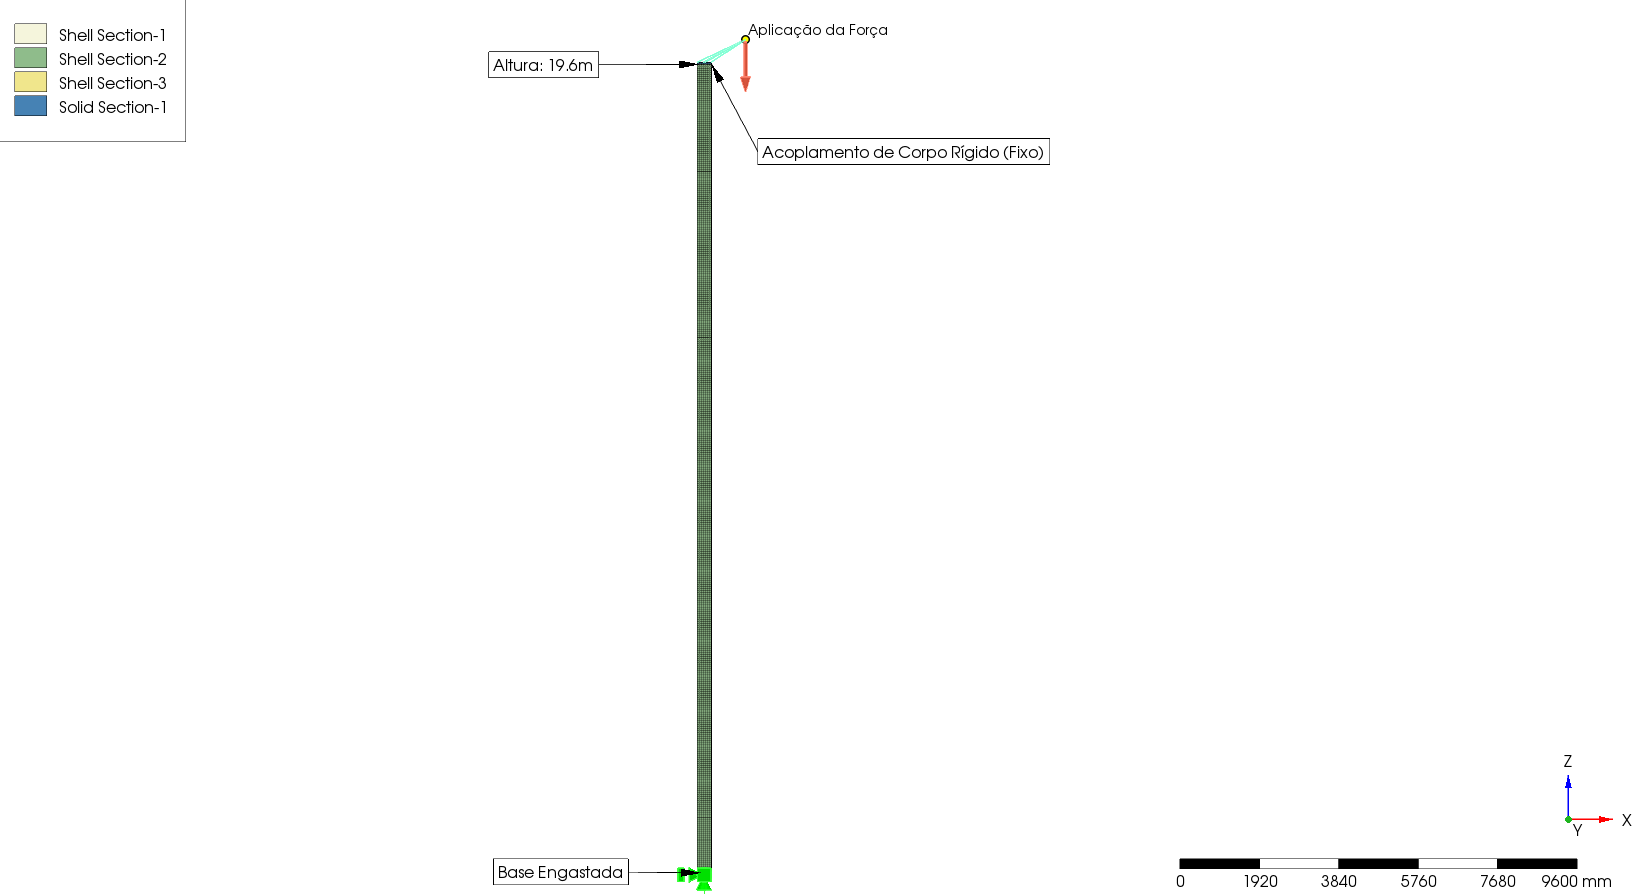 Shell Section-1
Shell Section-2
Shell Section-3
Solid Section-1
Aplicação da Força
Altura: 19.6m
Acoplamento de Corpo Rígido (Fixo)
Base Engastada
Z
X
Y
0 1920 3840 5760 7680 9600 mm